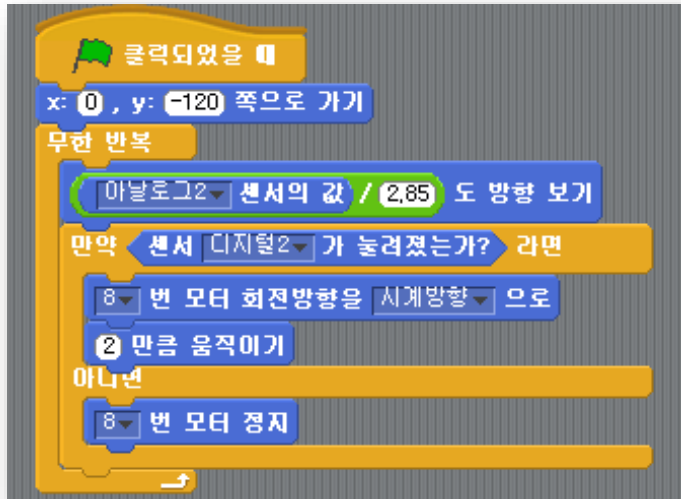 클릭되었을 때
x: 0 , y: -120 쪽으로 가기
무한 반복
아날로그2 센서의 값 / 2.85 도 방향 보기
만약 센서 디지털2 가 눌려졌는가? 라면
8 번 모터 회전방향을 시계방향 으로
2 만큼 움직이기
아니면
8 번 모터 정지